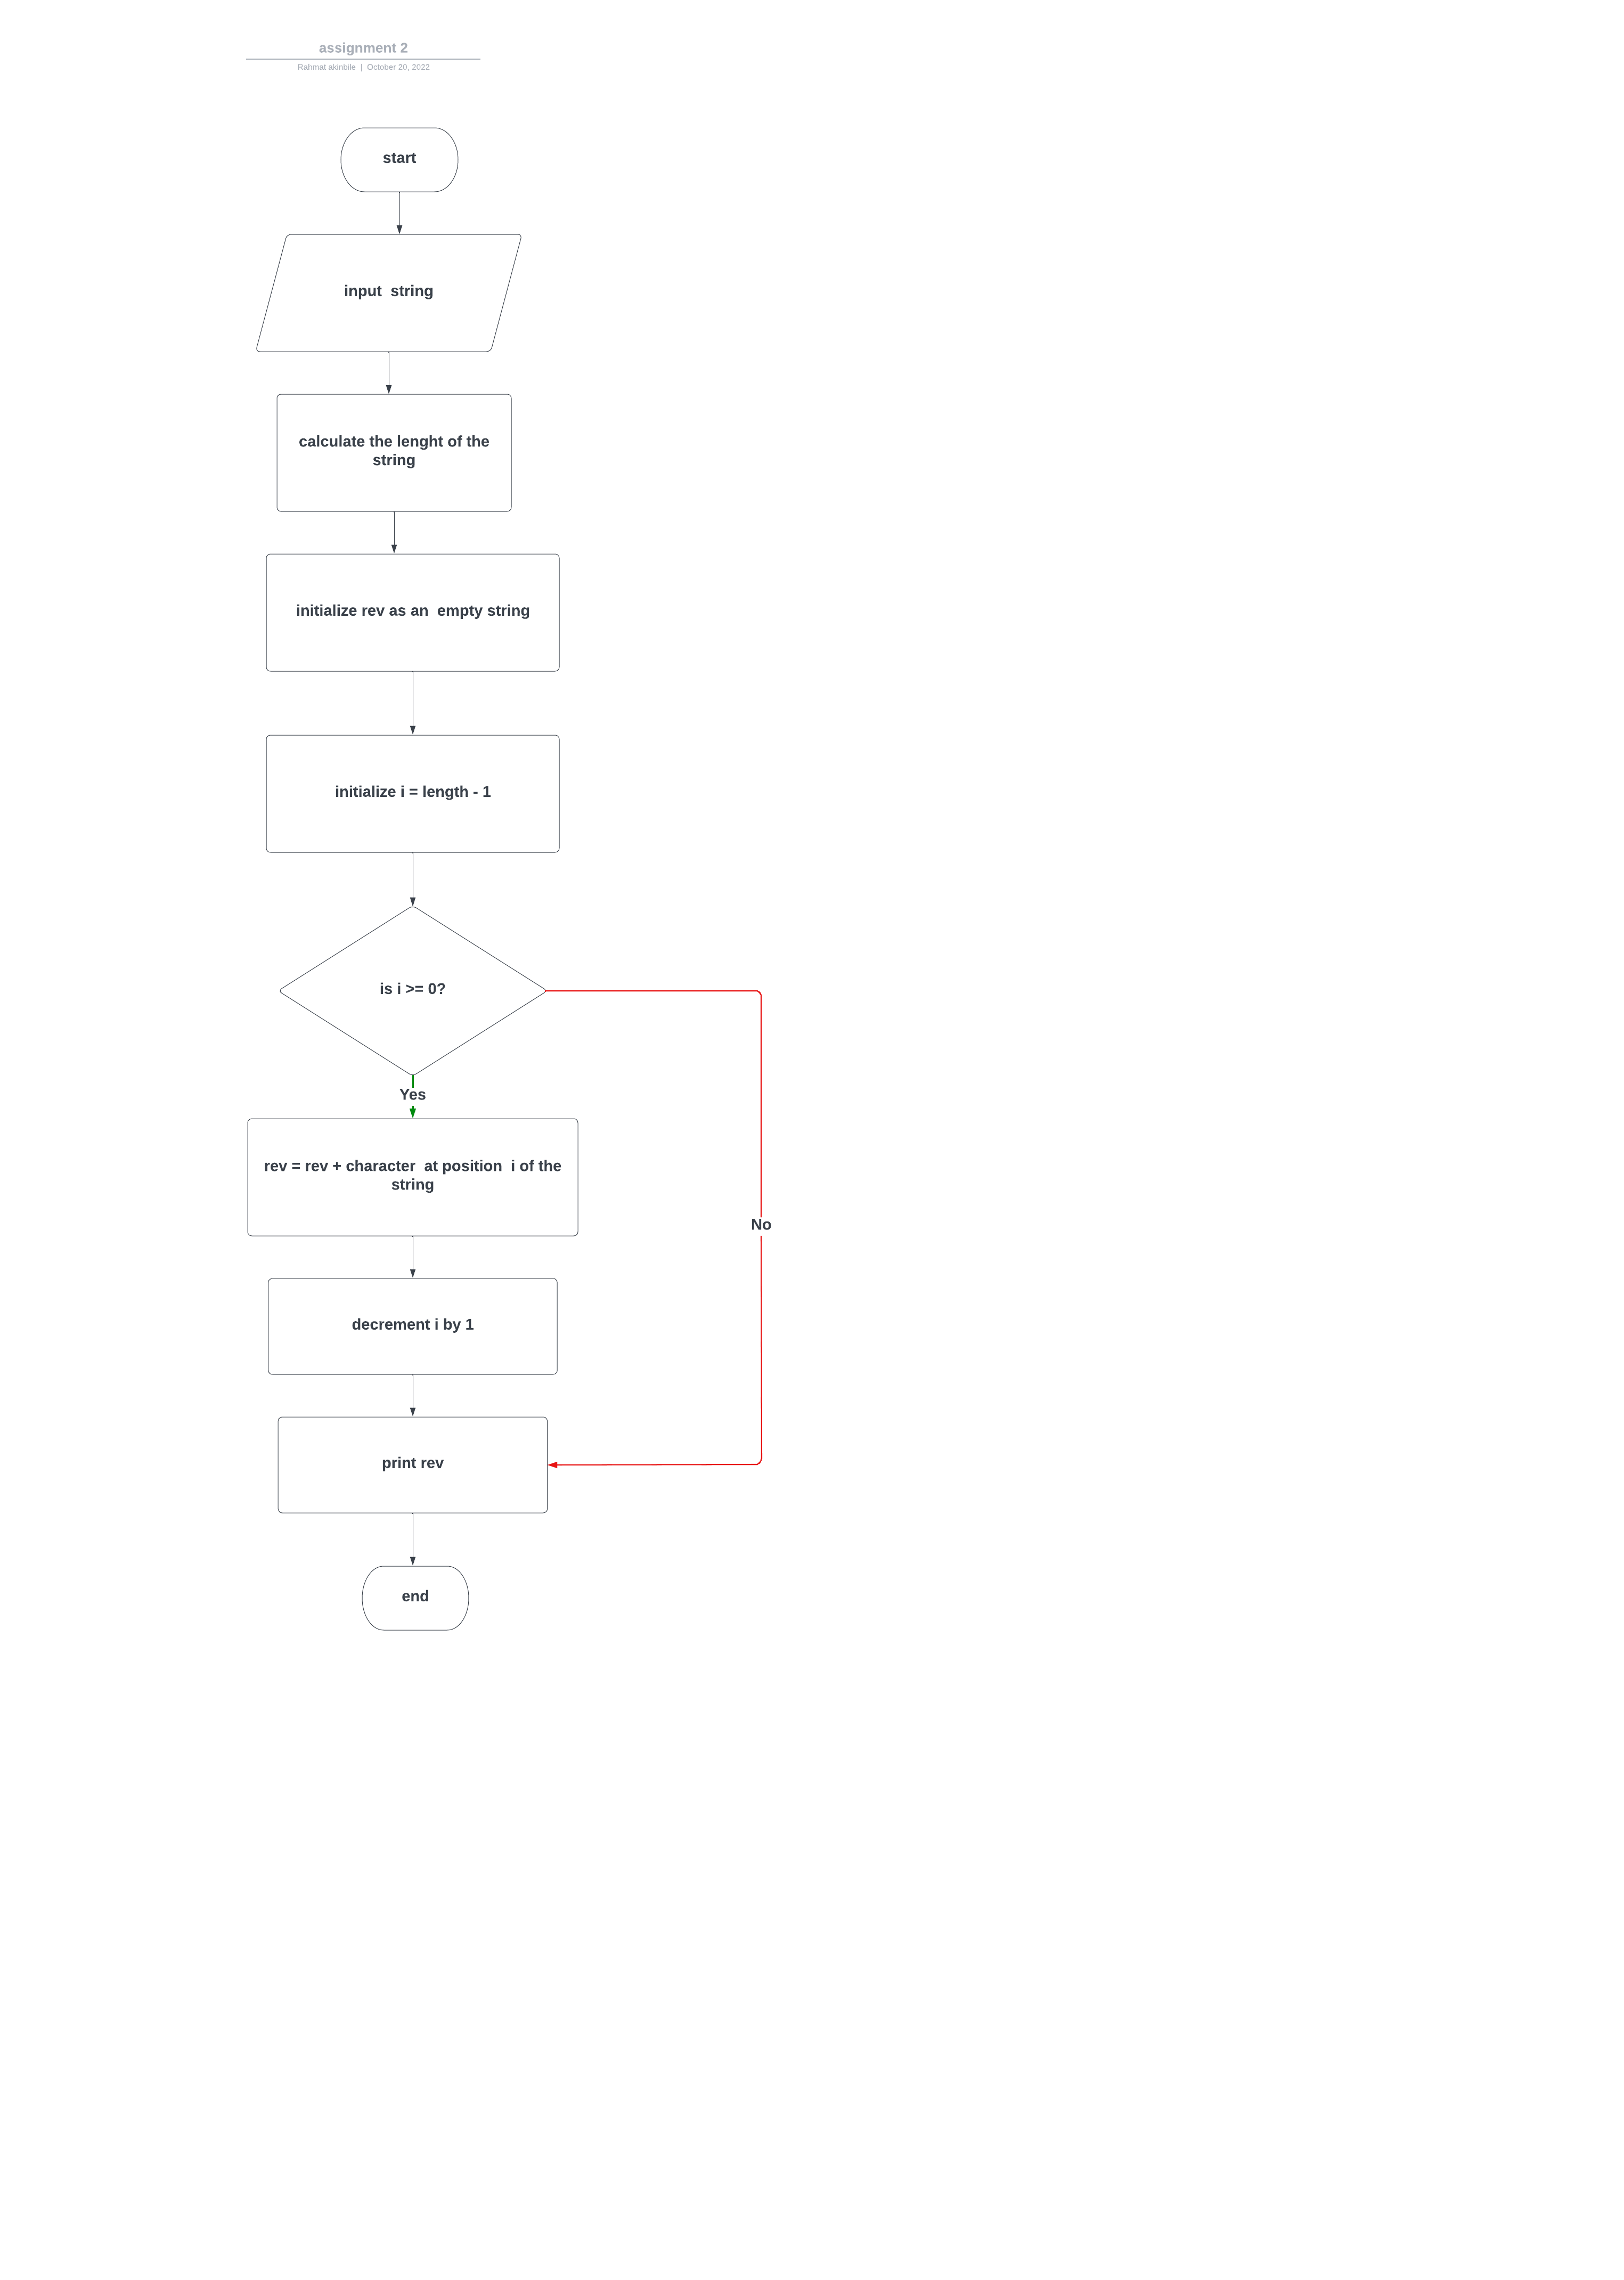 assignment 2
Rahmat akinbile | October 20, 2022
start
input string
calculate the lenght of the
string
initialize rev as an empty string
initialize i = length - 1
is i >= 0?
Yes
rev = rev + character at position i of the
string
No
decrement i by 1
print rev
end